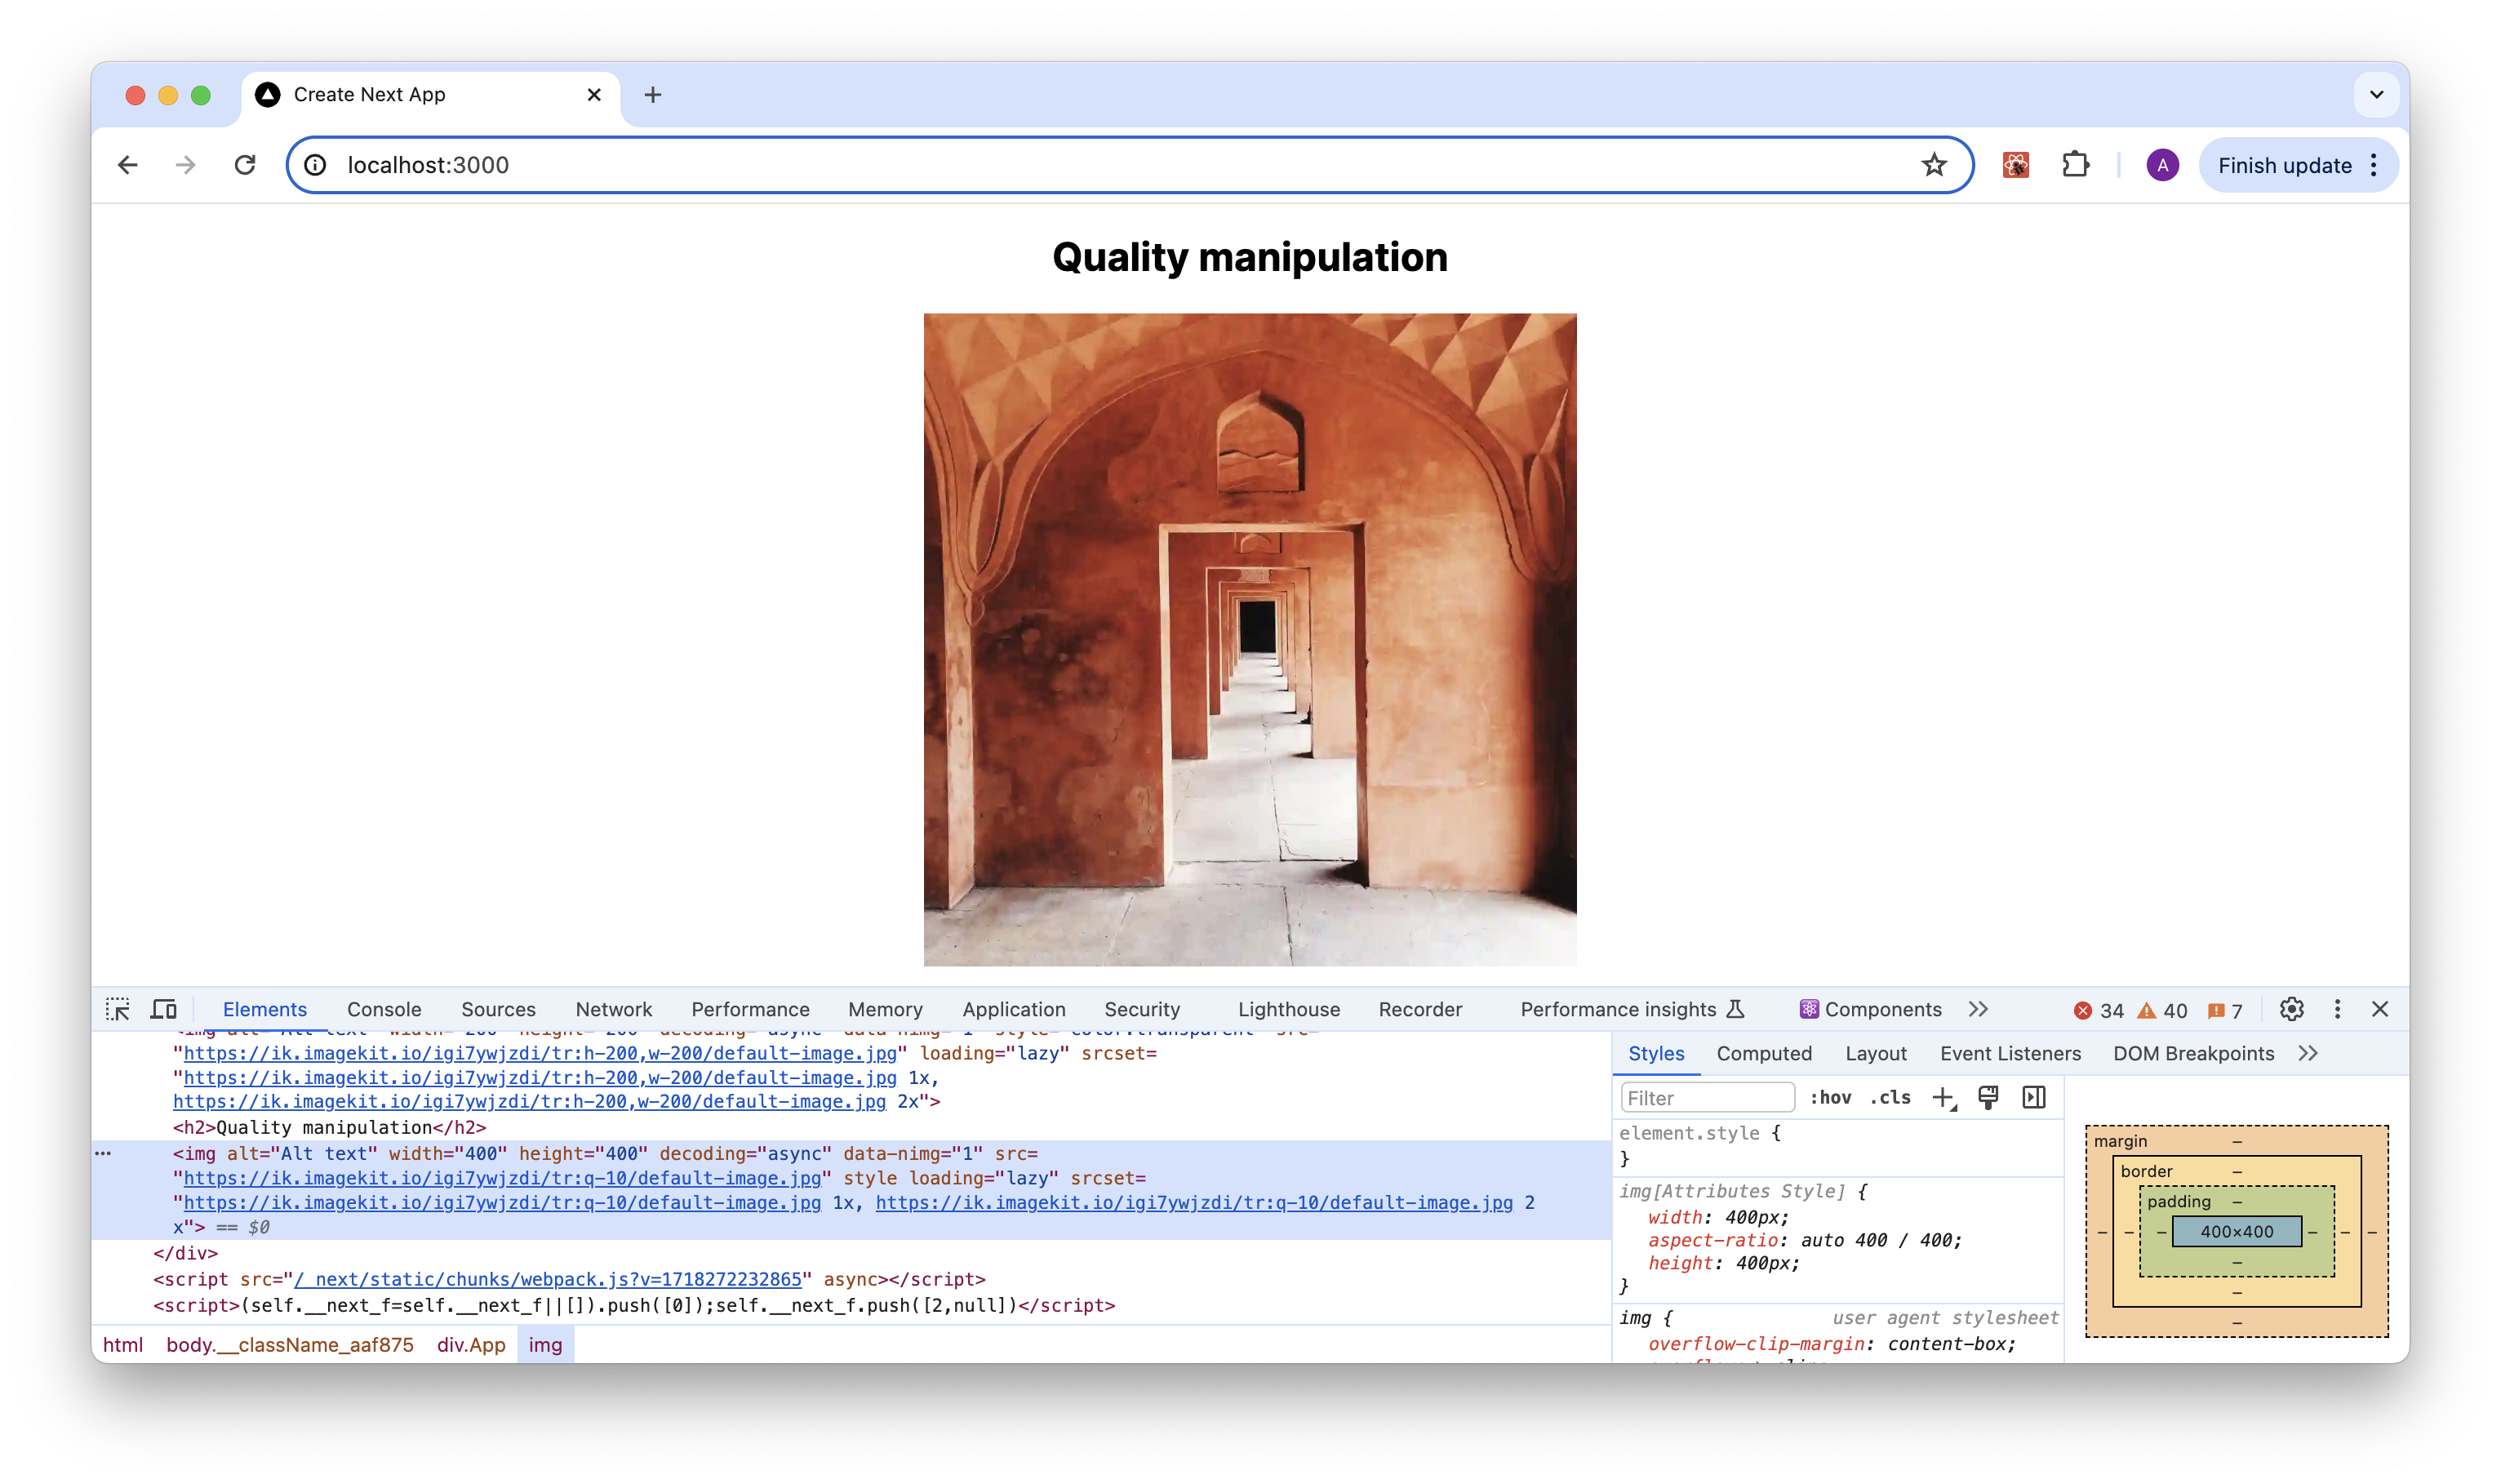 Create Next App
localhost:3000
A
Finish update
Quality manipulation
Elements Console Sources Network Performance Memory Application Security Lighthouse Recorder Performance insights Components 34 40 7
"https://ik.imagekit.io/igi7ywjzdi/tr:h-200,w-200/default-image.jpg" loading="lazy" srcset=
"https://ik.imagekit.io/igi7ywjzdi/tr:h-200,w-200/default-image.jpg 1x,
https://ik.imagekit.io/igi7ywjzdi/tr:h-200,w-200/default-image.jpg 2x">
<h2>Quality manipulation</h2>
<img alt="Alt text" width="400" height="400" decoding="async" data-nimg="1" src=
"https://ik.imagekit.io/igi7ywjzdi/tr:q-10/default-image.jpg" style loading="lazy" srcset=
"https://ik.imagekit.io/igi7ywjzdi/tr:q-10/default-image.jpg 1x, https://ik.imagekit.io/igi7ywjzdi/tr:q-10/default-image.jpg 2
x"> == $0
</div>
<script src="/_next/static/chunks/webpack.js?v=1718272232865" async></script>
<script>(self.__next_f=self.__next_f||[]).push([0]);self.__next_f.push([2,null])</script>
html body.__className_aaf875 div.App img
Styles Computed Layout Event Listeners DOM Breakpoints
Filter :hov .cls
element.style {
}
img[Attributes Style] {
width: 400px;
aspect-ratio: auto 400 / 400;
height: 400px;
}
img { user agent stylesheet
overflow-clip-margin: content-box;
margin –
border –
padding –
– – – 400×400 – – –
–
–
–